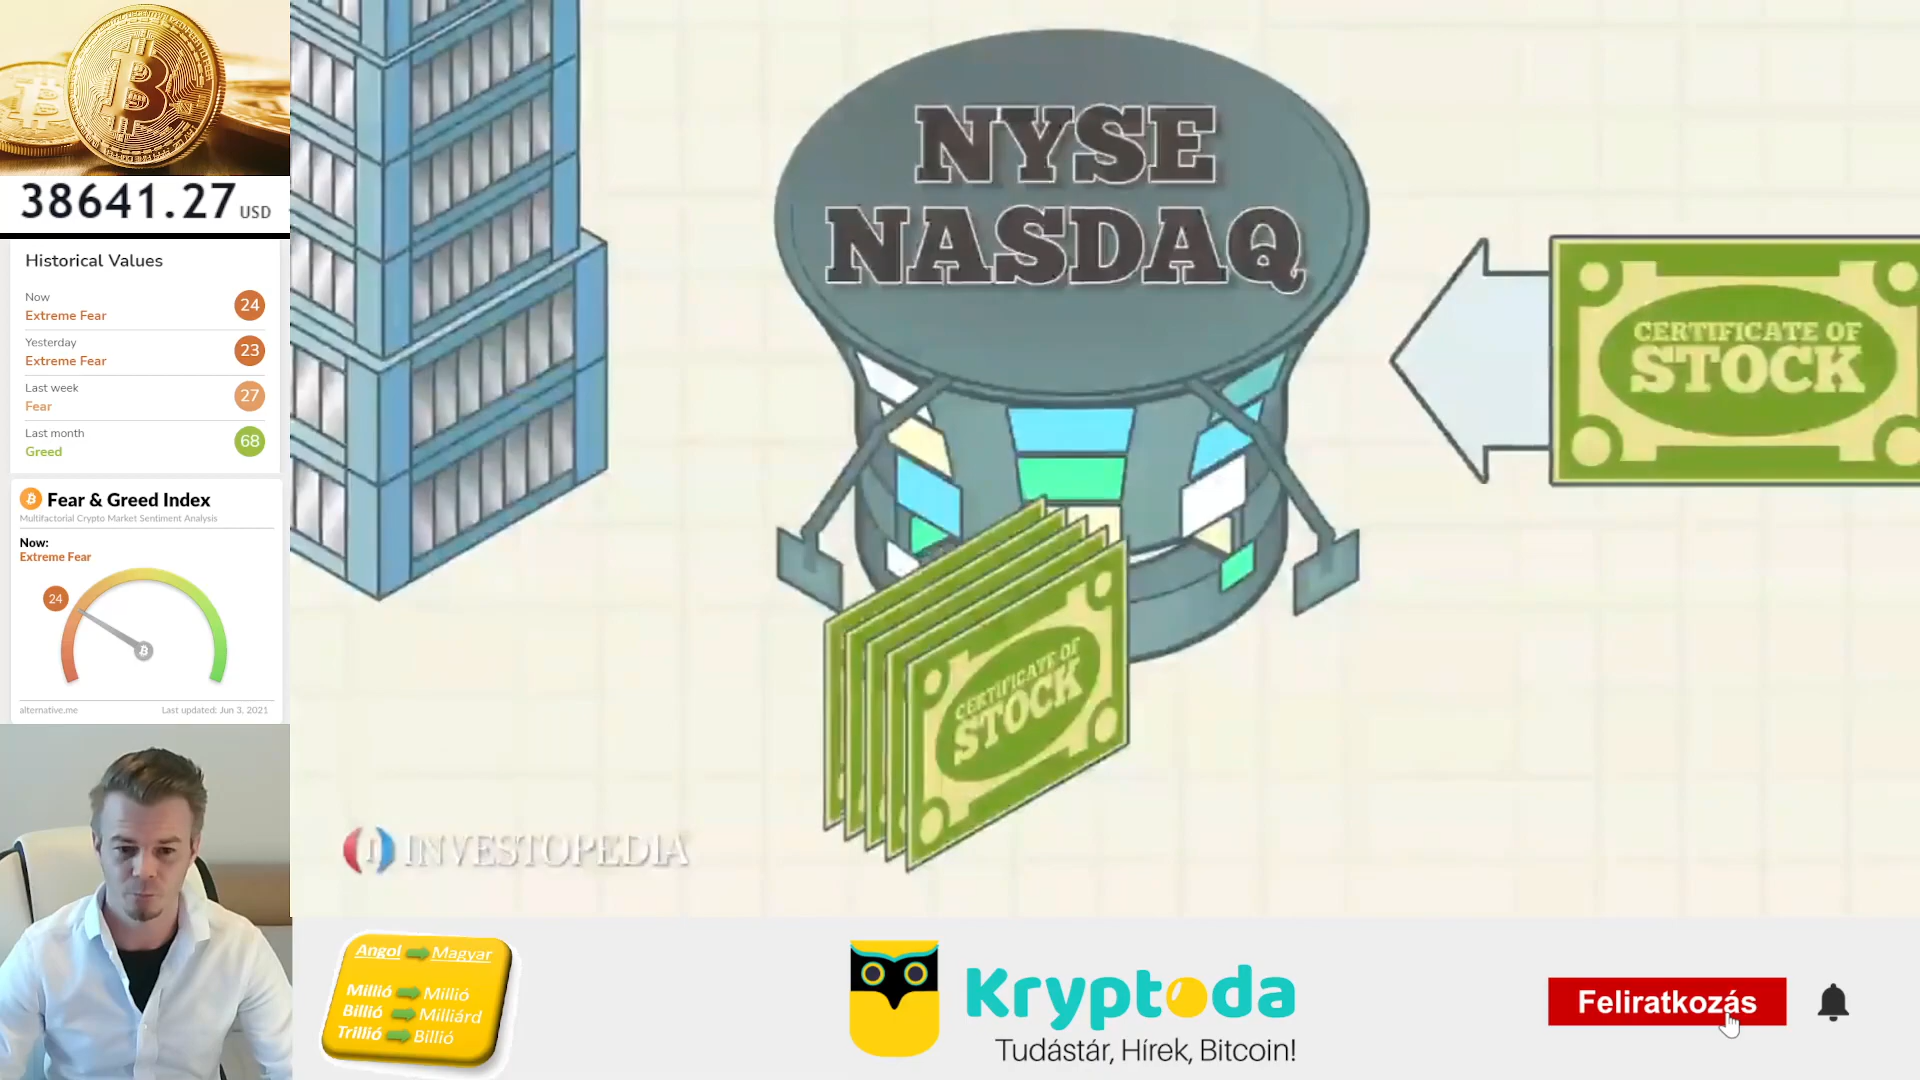 38641.27 USD
Historical Values
Now
Extreme Fear
24
Yesterday
Extreme Fear
23
Last week
Fear
27
Last month
Greed
68
Fear & Greed Index
Multifactorial Crypto Market Sentiment Analysis
Now:
Extreme Fear
24
alternative.me
Last updated: Jun 3, 2021
NYSE
NASDAQ
CERTIFICATE OF
STOCK
CERTIFICATE OF
STOCK
INVESTOPEDIA
Angol Magyar
Millió Millió
Billió Milliárd
Trillió Billió
Kryptoda
Tudástár, Hírek, Bitcoin!
Feliratkozás